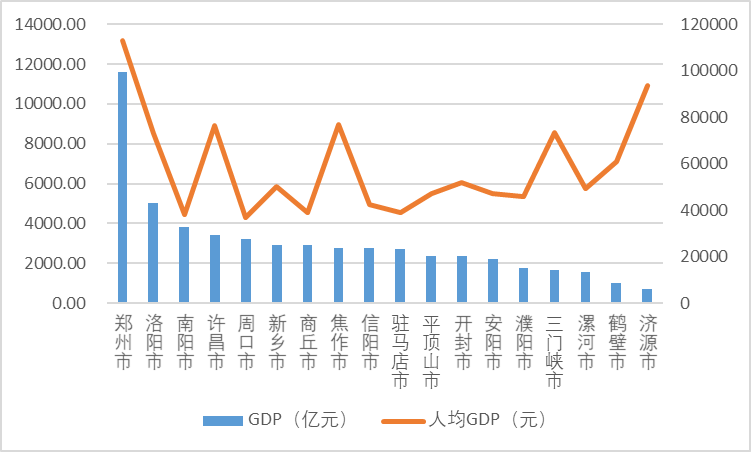 14000.00
12000.00
10000.00
8000.00
6000.00
4000.00
2000.00
0.00
120000
100000
80000
60000
40000
20000
0
郑州市
洛阳市
南阳市
许昌市
周口市
新乡市
商丘市
焦作市
信阳市
驻马店市
平顶山市
开封市
安阳市
濮阳市
三门峡市
漯河市
鹤壁市
济源市
GDP（亿元）
人均GDP（元）